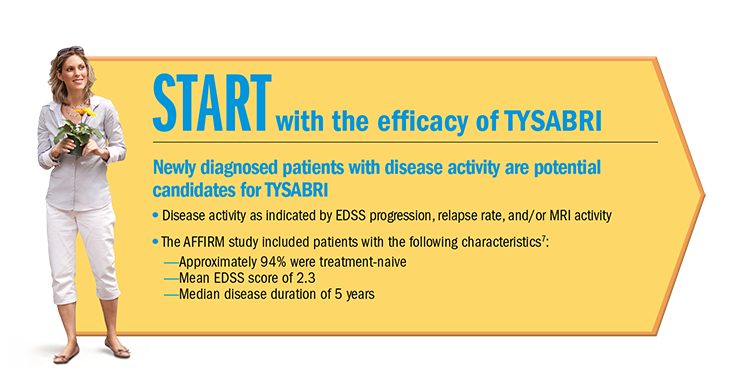 START with the efficacy of TYSABRI
Newly diagnosed patients with disease activity are potential
candidates for TYSABRI
• Disease activity as indicated by EDSS progression, relapse rate, and/or MRI activity
• The AFFIRM study included patients with the following characteristics⁷:
—Approximately 94% were treatment-naive
—Mean EDSS score of 2.3
—Median disease duration of 5 years